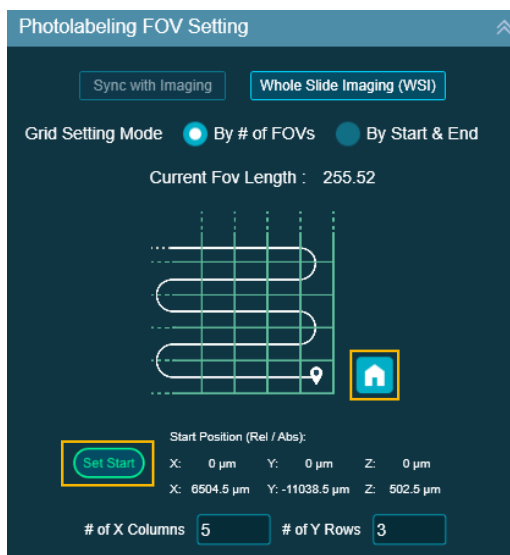 Photolabeling FOV Setting
Sync with Imaging Whole Slide Imaging (WSI)
Grid Setting Mode By # of FOVs By Start & End
Current Fov Length : 255.52
Start Position (Rel / Abs):
Set Start X: 0 µm Y: 0 µm Z: 0 µm
X: 6504.5 µm Y: -11038.5 µm Z: 502.5 µm
# of X Columns 5 # of Y Rows 3